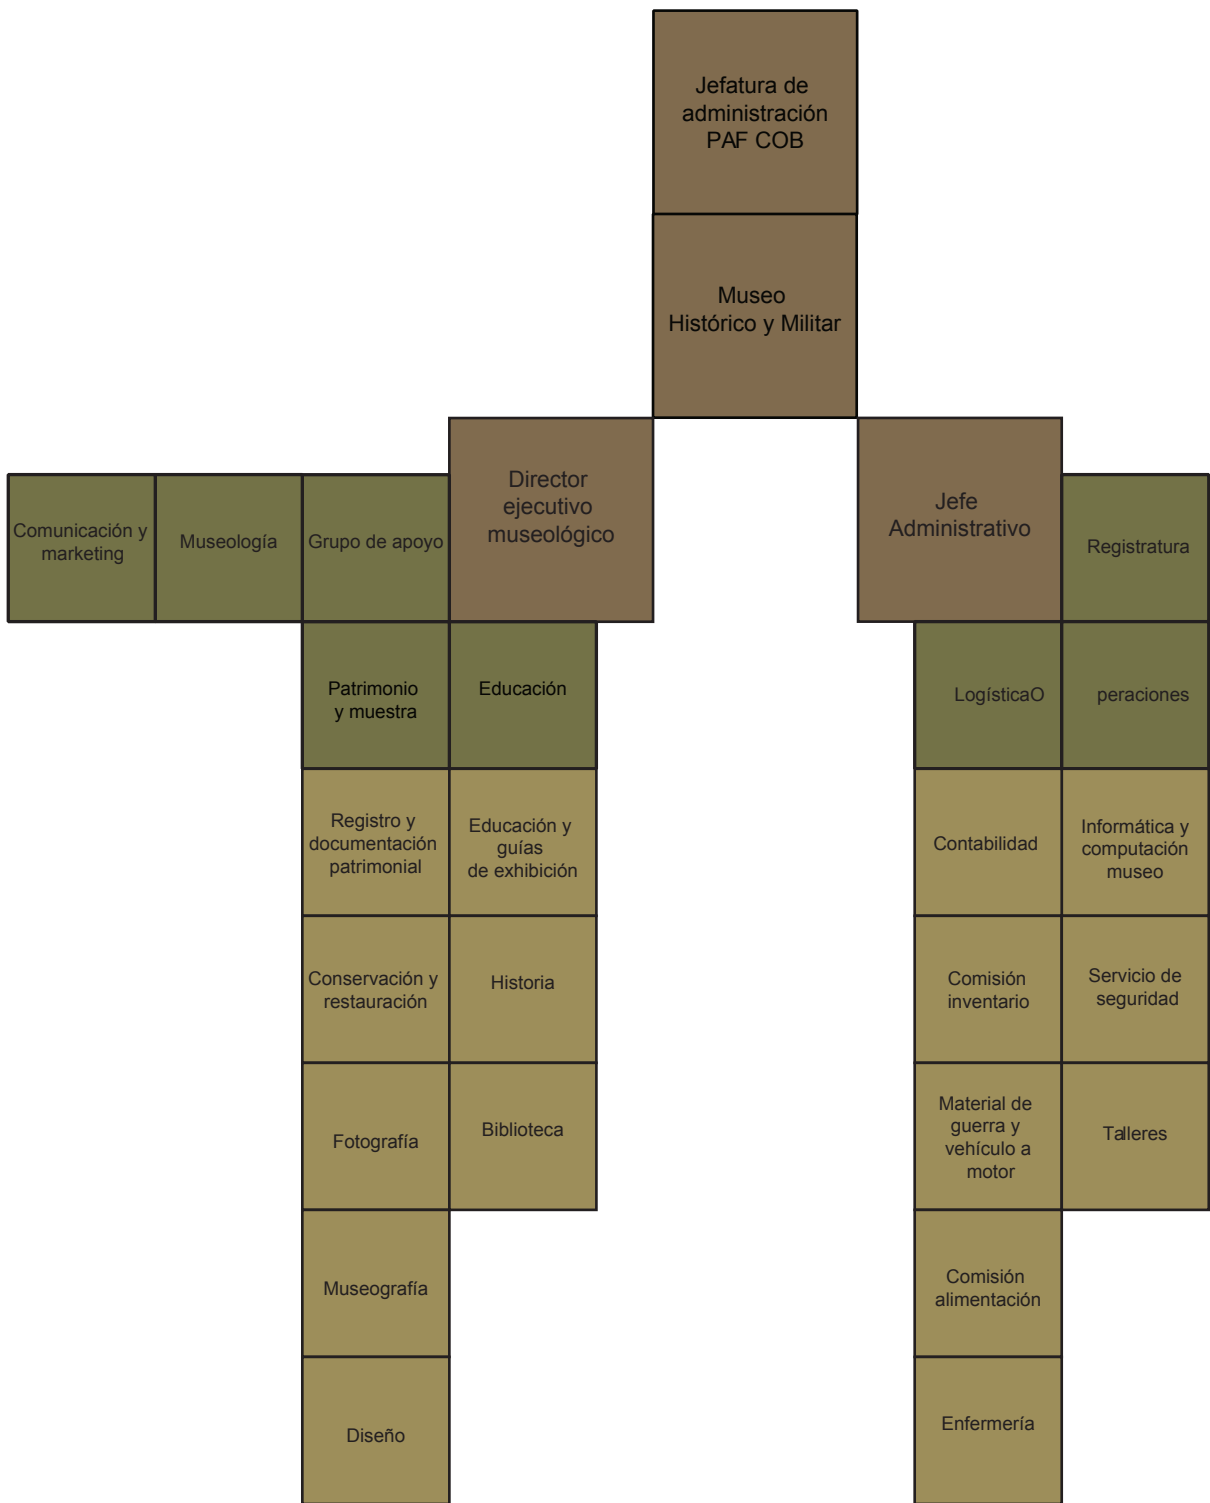 Jefatura de
administración
PAF COB
Museo
Histórico y Militar
Director
ejecutivo
museológico
Jefe
Administrativo
Comunicación y
marketing
Museología
Grupo de apoyo
Registratura
Patrimonio
y muestra
Educación
LogísticaO
peraciones
Registro y
documentación
patrimonial
Educación y
guías
de exhibición
Contabilidad
Informática y
computación
museo
Conservación y
restauración
Historia
Comisión
inventario
Servicio de
seguridad
Fotografía
Biblioteca
Material de
guerra y
vehículo a
motor
Talleres
Museografía
Comisión
alimentación
Diseño
Enfermería